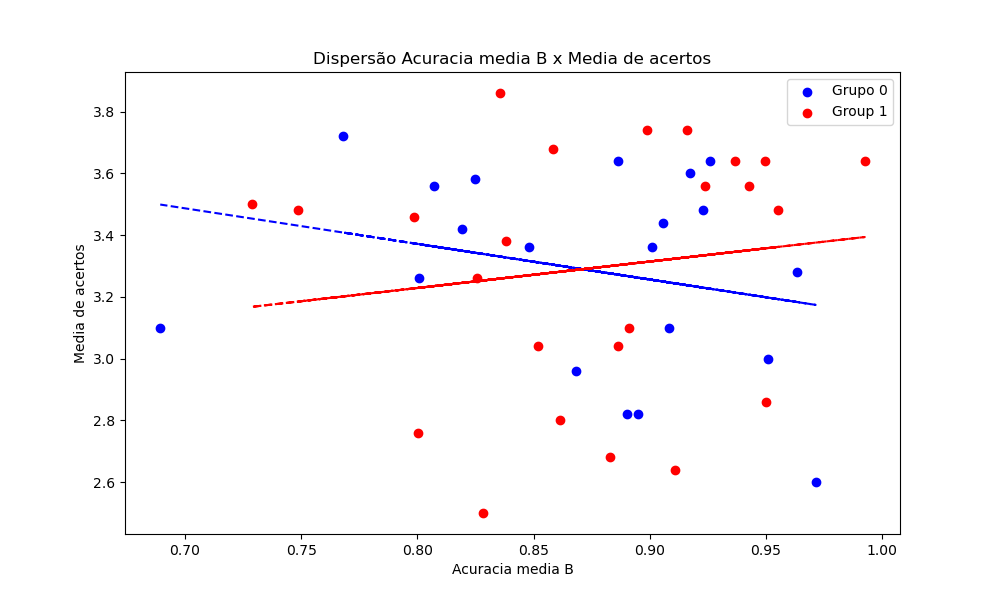 Dispersão Acuracia media B x Media de acertos
Grupo 0
Group 1
Media de acertos
3.8
3.6
3.4
3.2
3.0
2.8
2.6
0.70 0.75 0.80 0.85 0.90 0.95 1.00
Acuracia media B